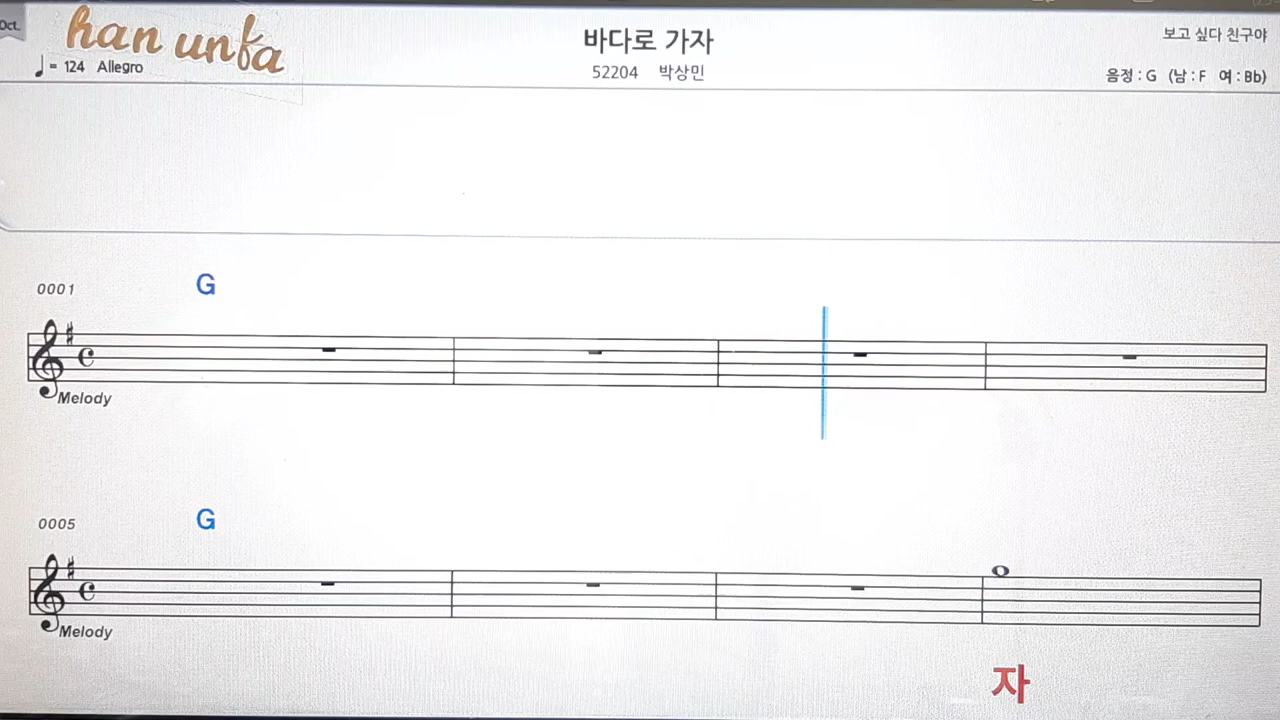 Oct.
han unfa
바다로 가자
보고 싶다 친구야
= 124 Allegro
52204 박상민
음정 : G (남 : F 여 : Bb)
0001 G
Melody
0005 G
Melody
자